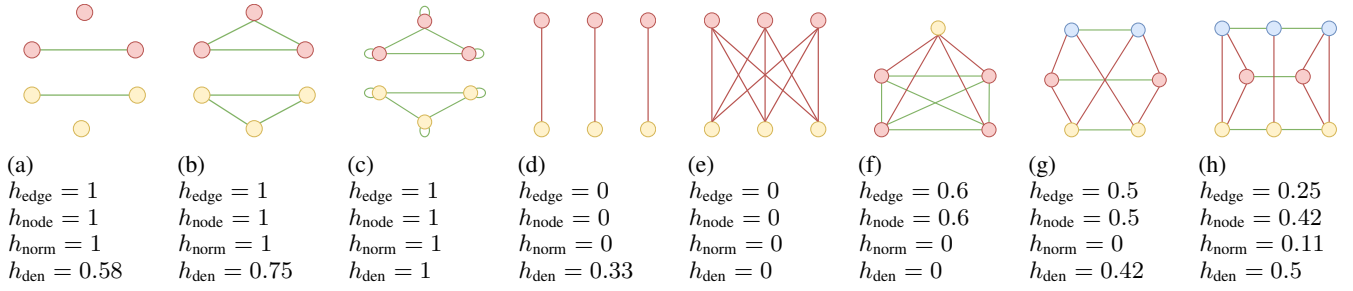 (a)
h_edge = 1
h_node = 1
h_norm = 1
h_den = 0.58
(b)
h_edge = 1
h_node = 1
h_norm = 1
h_den = 0.75
(c)
h_edge = 1
h_node = 1
h_norm = 1
h_den = 1
(d)
h_edge = 0
h_node = 0
h_norm = 0
h_den = 0.33
(e)
h_edge = 0
h_node = 0
h_norm = 0
h_den = 0
(f)
h_edge = 0.6
h_node = 0.6
h_norm = 0
h_den = 0
(g)
h_edge = 0.5
h_node = 0.5
h_norm = 0
h_den = 0.42
(h)
h_edge = 0.25
h_node = 0.42
h_norm = 0.11
h_den = 0.5